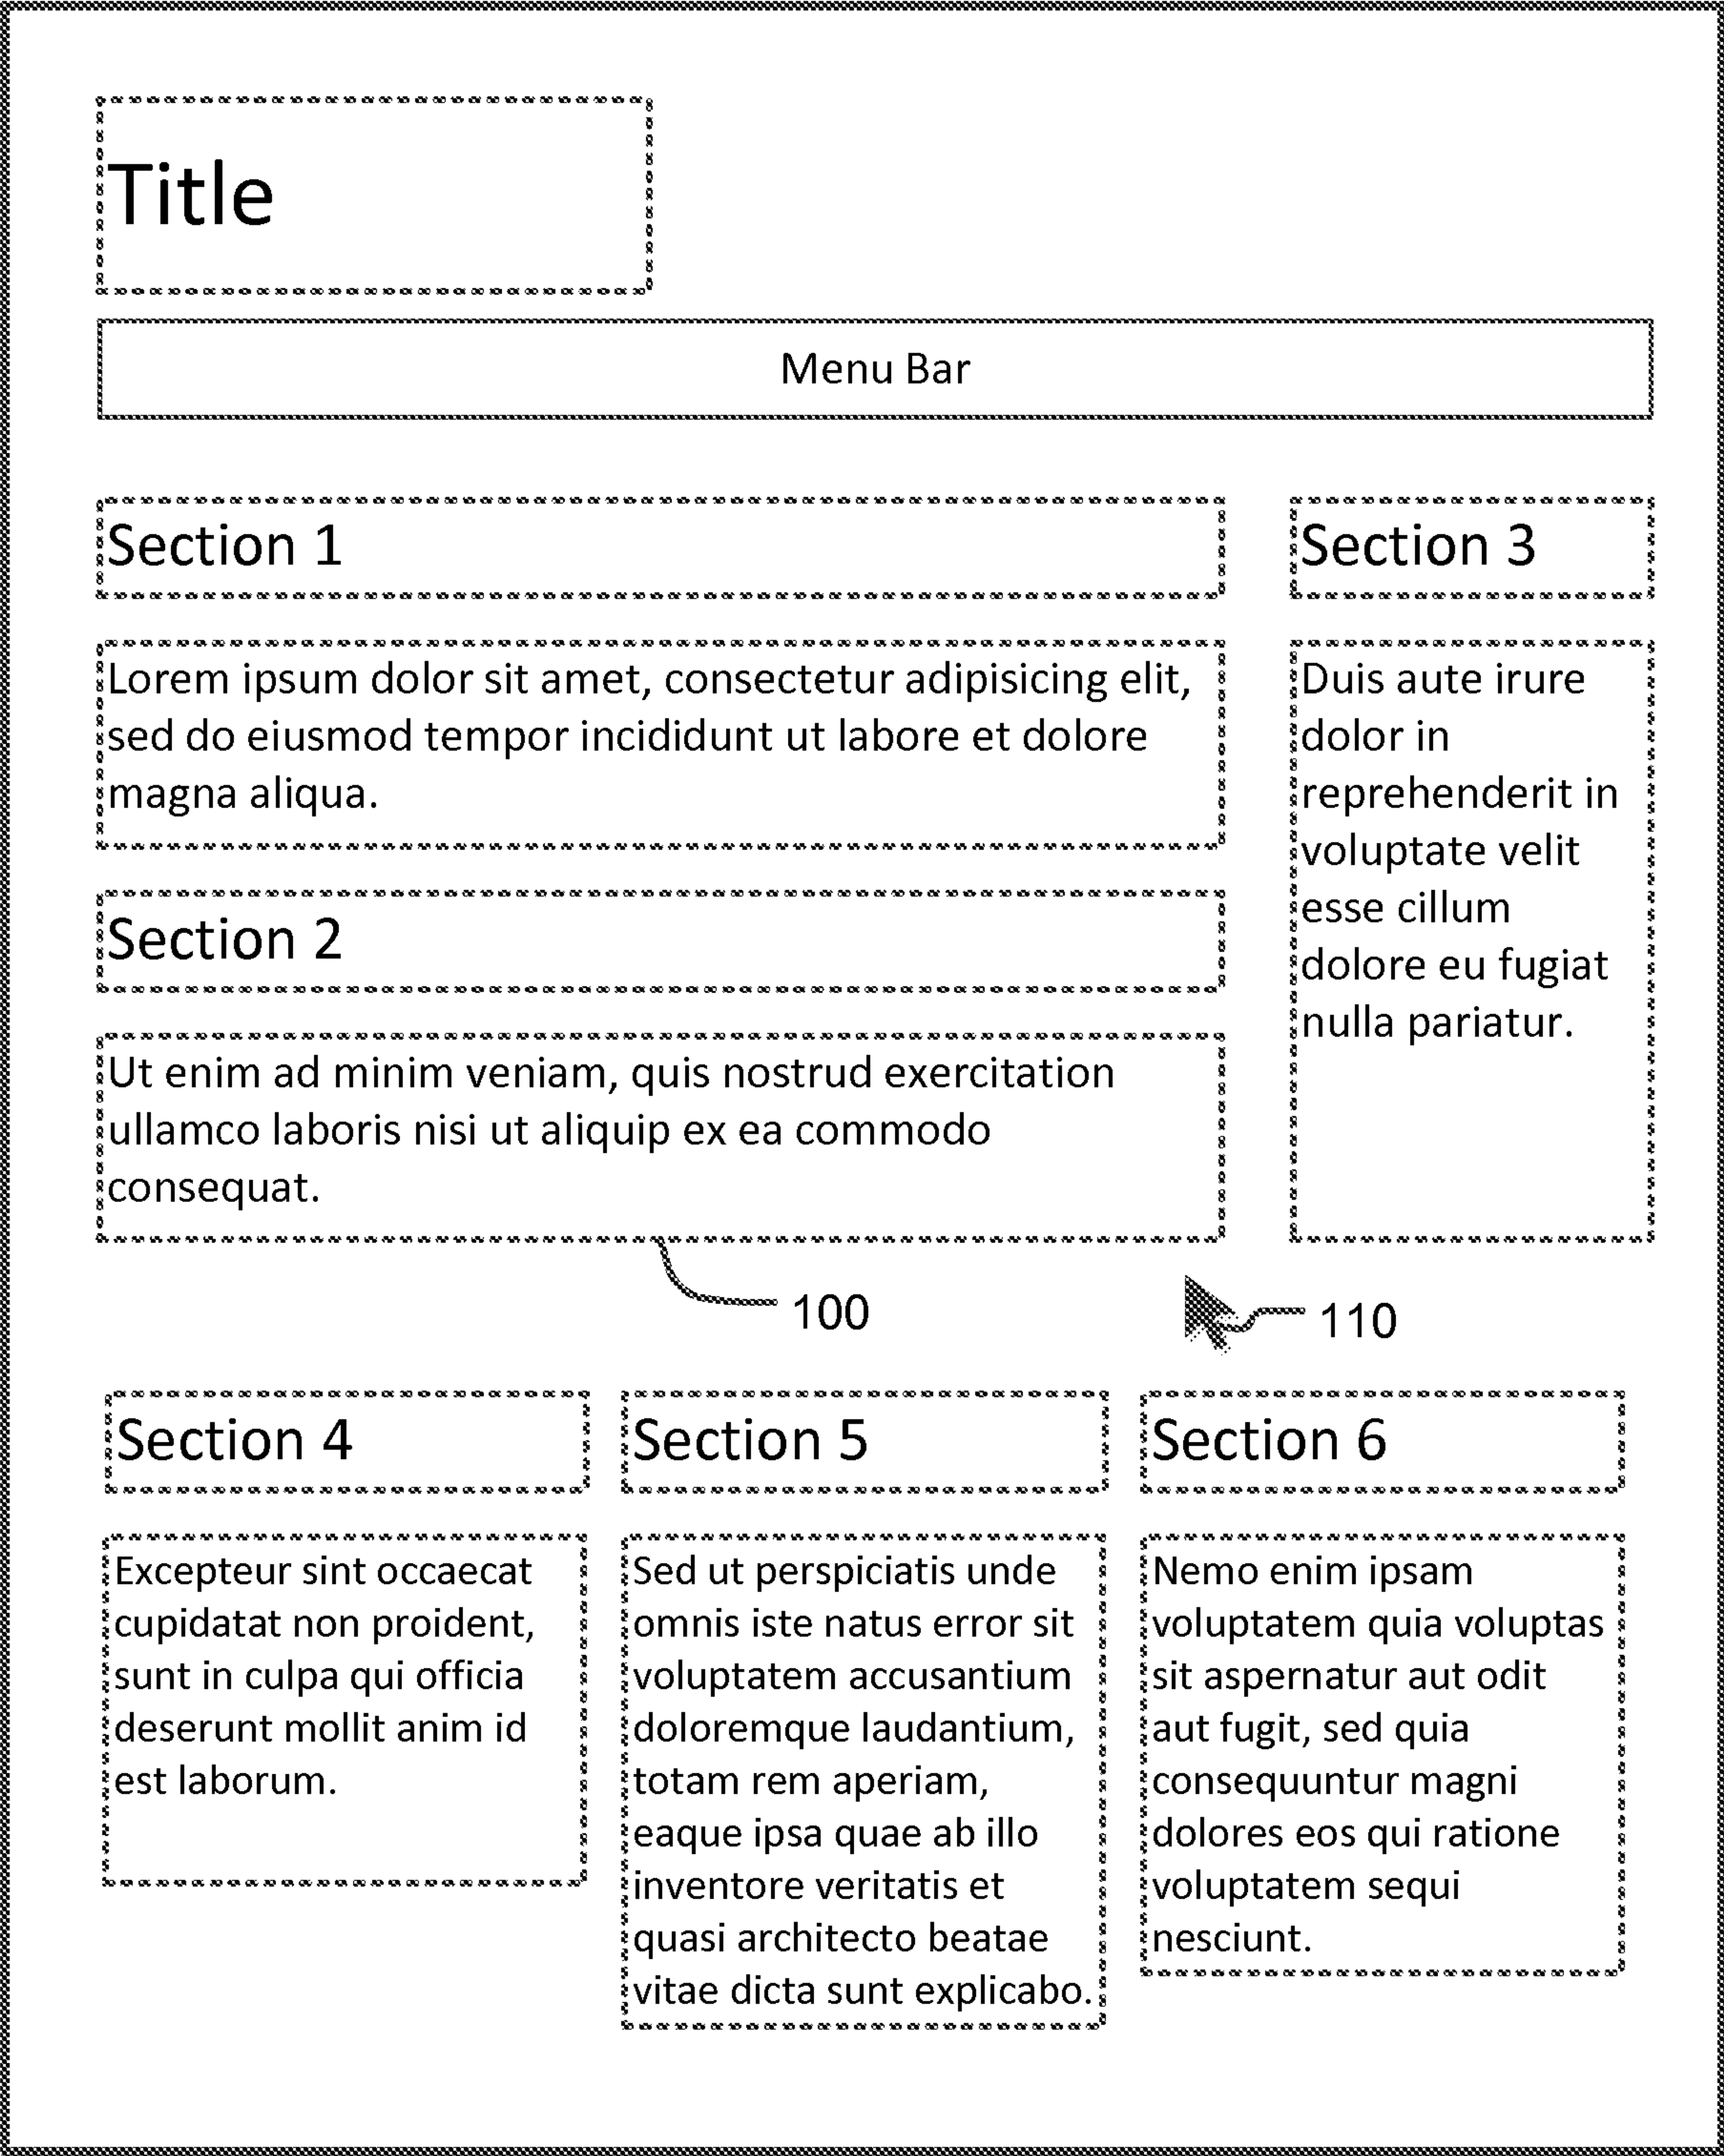 Title
Menu Bar
Section 1
Lorem ipsum dolor sit amet, consectetur adipisicing elit,
sed do eiusmod tempor incididunt ut labore et dolore
magna aliqua.
Section 2
Ut enim ad minim veniam, quis nostrud exercitation
ullamco laboris nisi ut aliquip ex ea commodo
consequat.
Section 3
Duis aute irure
dolor in
reprehenderit in
voluptate velit
esse cillum
dolore eu fugiat
nulla pariatur.
100
110
Section 4
Excepteur sint occaecat
cupidatat non proident,
sunt in culpa qui officia
deserunt mollit anim id
est laborum.
Section 5
Sed ut perspiciatis unde
omnis iste natus error sit
voluptatem accusantium
doloremque laudantium,
totam rem aperiam,
eaque ipsa quae ab illo
inventore veritatis et
quasi architecto beatae
vitae dicta sunt explicabo.
Section 6
Nemo enim ipsam
voluptatem quia voluptas
sit aspernatur aut odit
aut fugit, sed quia
consequuntur magni
dolores eos qui ratione
voluptatem sequi
nesciunt.